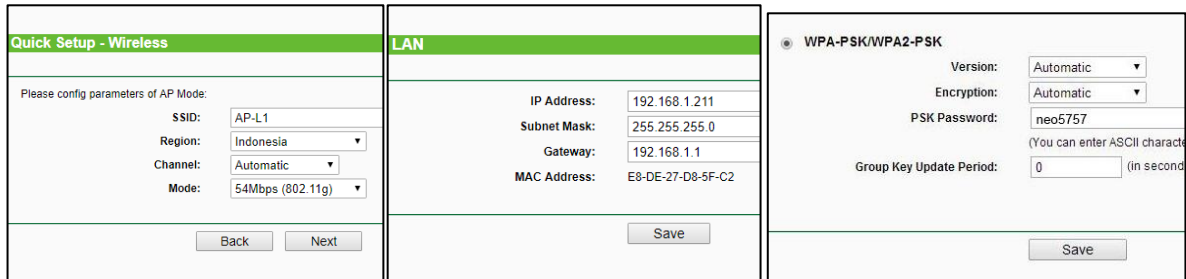 Quick Setup - Wireless
Please config parameters of AP Mode:
SSID: AP-L1
Region: Indonesia
Channel: Automatic
Mode: 54Mbps (802.11g)
Back Next
LAN
IP Address: 192.168.1.211
Subnet Mask: 255.255.255.0
Gateway: 192.168.1.1
MAC Address: E8-DE-27-D8-5F-C2
Save
WPA-PSK/WPA2-PSK
Version: Automatic
Encryption: Automatic
PSK Password: neo5757
(You can enter ASCII characte
Group Key Update Period: 0 (in second
Save